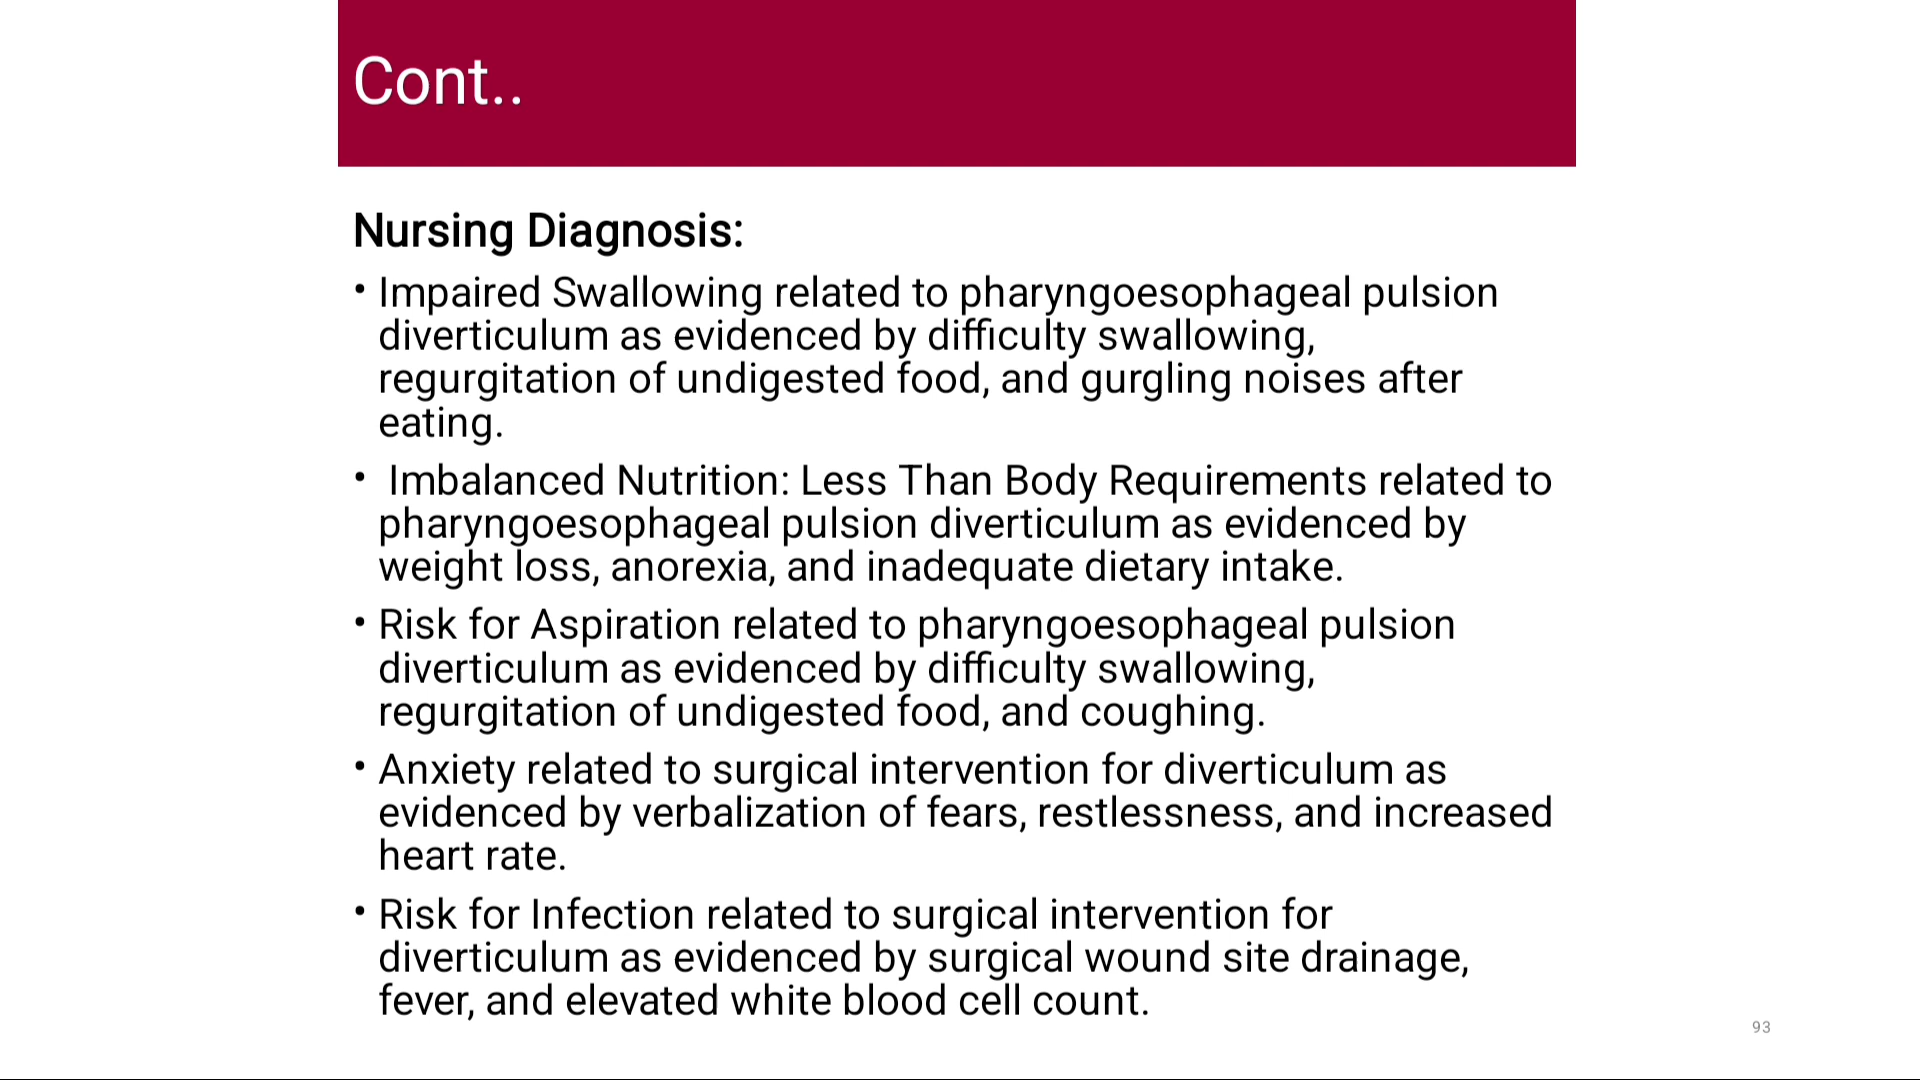 Cont..
Nursing Diagnosis:
• Impaired Swallowing related to pharyngoesophageal pulsion
diverticulum as evidenced by difficulty swallowing,
regurgitation of undigested food, and gurgling noises after
eating.
• Imbalanced Nutrition: Less Than Body Requirements related to
pharyngoesophageal pulsion diverticulum as evidenced by
weight loss, anorexia, and inadequate dietary intake.
• Risk for Aspiration related to pharyngoesophageal pulsion
diverticulum as evidenced by difficulty swallowing,
regurgitation of undigested food, and coughing.
• Anxiety related to surgical intervention for diverticulum as
evidenced by verbalization of fears, restlessness, and increased
heart rate.
• Risk for Infection related to surgical intervention for
diverticulum as evidenced by surgical wound site drainage,
fever, and elevated white blood cell count.
93